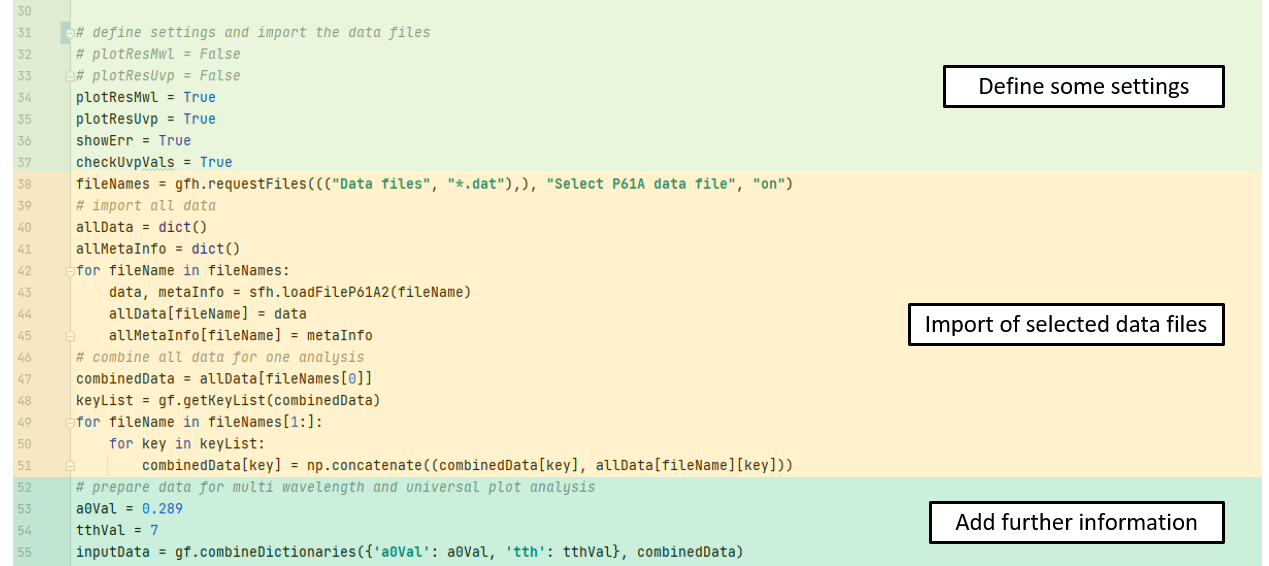 30
31 # define settings and import the data files
32 # plotResMwl = False
33 # plotResUvp = False
34 plotResMwl = True
35 plotResUvp = True
36 showErr = True
37 checkUvpVals = True
Define some settings
38 fileNames = gfh.requestFiles((("Data files", "*.dat"),), "Select P61A data file", "on")
39 # import all data
40 allData = dict()
41 allMetaInfo = dict()
42 for fileName in fileNames:
43     data, metaInfo = sfh.loadFileP61A2(fileName)
44     allData[fileName] = data
45     allMetaInfo[fileName] = metaInfo
46 # combine all data for one analysis
47 combinedData = allData[fileNames[0]]
48 keyList = gf.getKeyList(combinedData)
49 for fileName in fileNames[1:]:
50     for key in keyList:
51         combinedData[key] = np.concatenate((combinedData[key], allData[fileName][key]))
Import of selected data files
52 # prepare data for multi wavelength and universal plot analysis
53 a0Val = 0.289
54 tthVal = 7
55 inputData = gf.combineDictionaries({'a0Val': a0Val, 'tth': tthVal}, combinedData)
Add further information